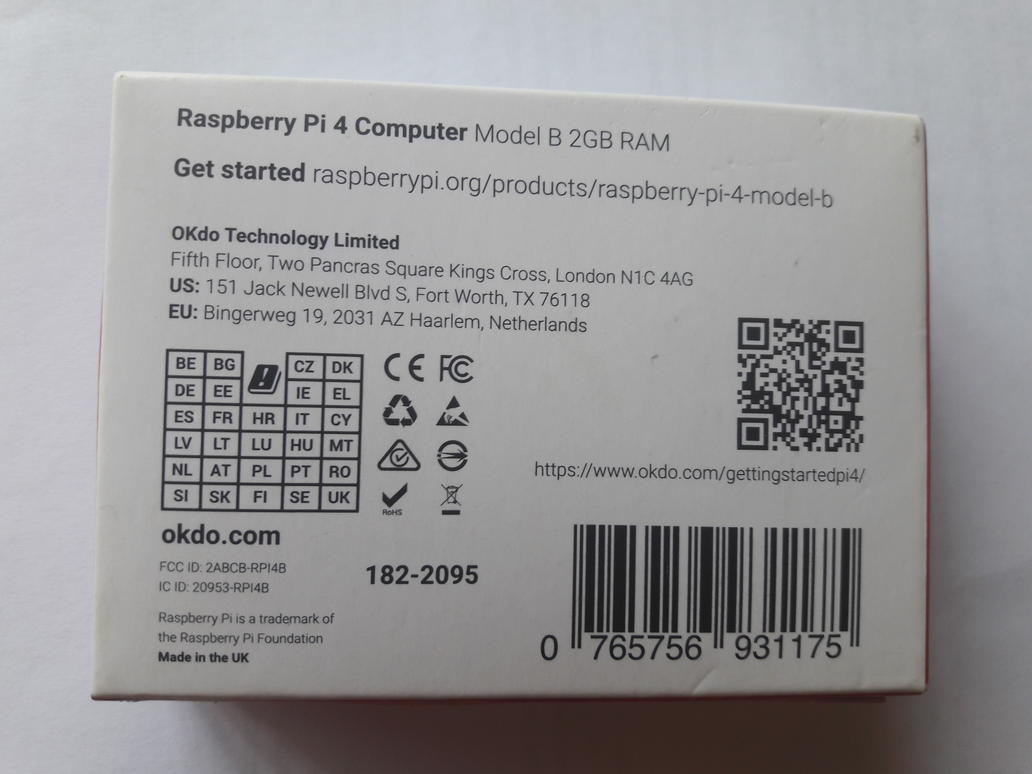 Raspberry Pi 4 Computer Model B 2GB RAM
Get started raspberrypi.org/products/raspberry-pi-4-model-b
OKdo Technology Limited
Fifth Floor, Two Pancras Square Kings Cross, London N1C 4AG
US: 151 Jack Newell Blvd S, Fort Worth, TX 76118
EU: Bingerweg 19, 2031 AZ Haarlem, Netherlands
BE BG ! CZ DK
DE EE IE EL
ES FR HR IT CY
LV LT LU HU MT
NL AT PL PT RO
SI SK FI SE UK
CE FC
RoHS
https://www.okdo.com/gettingstartedpi4/
okdo.com
FCC ID: 2ABCB-RPI4B
IC ID: 20953-RPI4B
182-2095
Raspberry Pi is a trademark of
the Raspberry Pi Foundation
Made in the UK
0 765756 931175